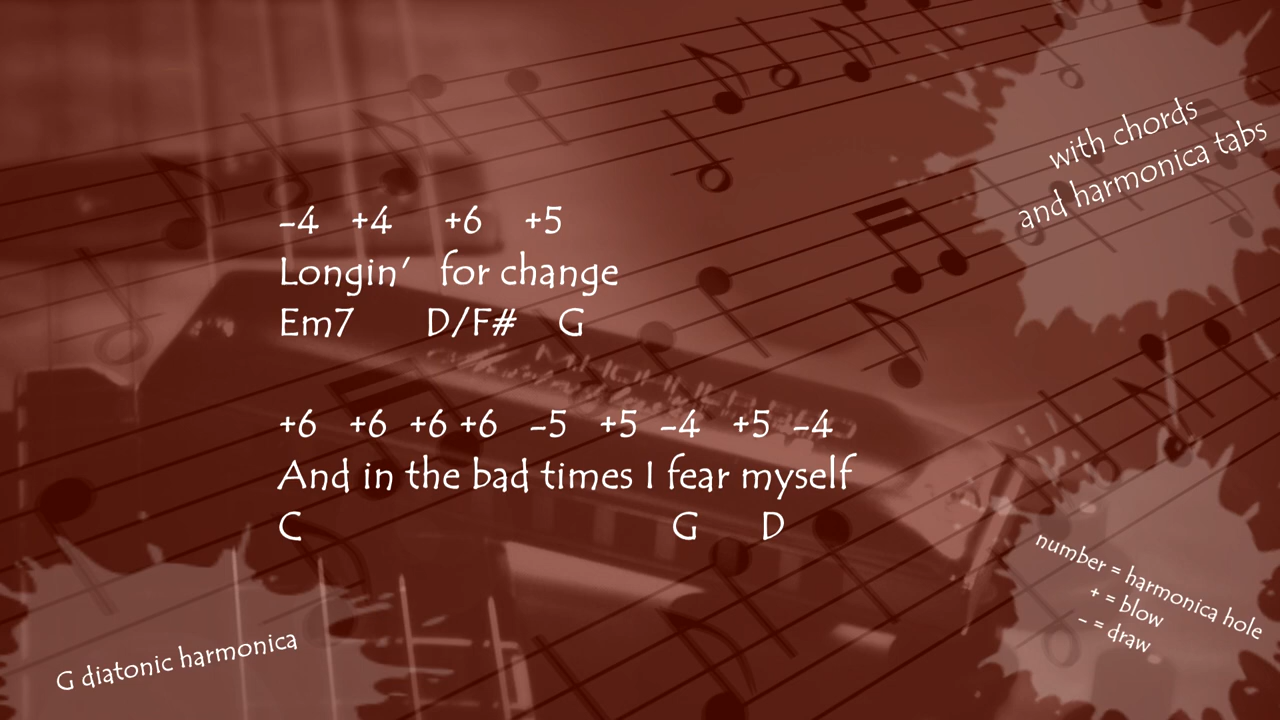 with chords
and harmonica tabs
-4 +4 +6 +5
Longin' for change
Em7 D/F# G
+6 +6 +6 +6 -5 +5 -4 +5 -4
And in the bad times I fear myself
C G D
number = harmonica hole
+ = blow
- = draw
G diatonic harmonica